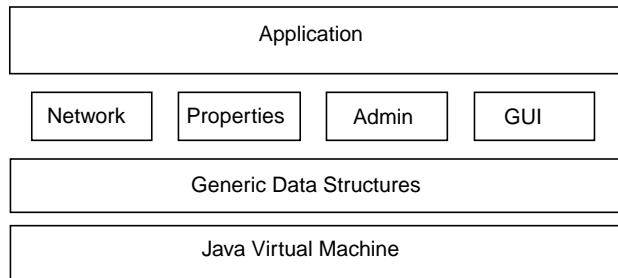 Application
Network Properties Admin GUI
Generic Data Structures
Java Virtual Machine